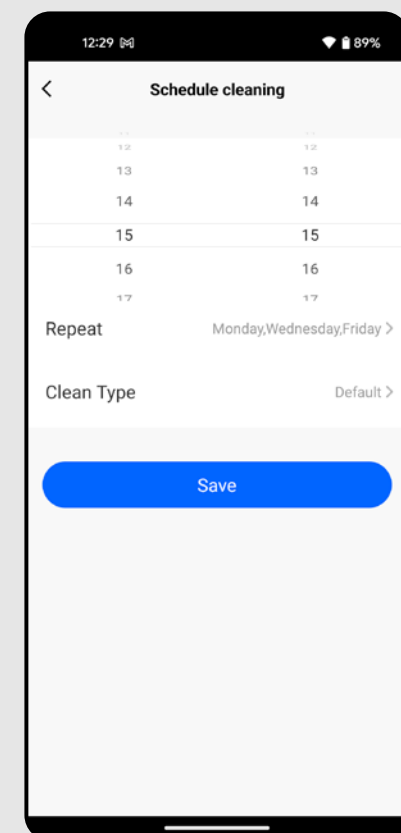 12:29 89%
Schedule cleaning
12 12
13 13
14 14
15 15
16 16
17 17
Repeat Monday,Wednesday,Friday >
Clean Type Default >
Save